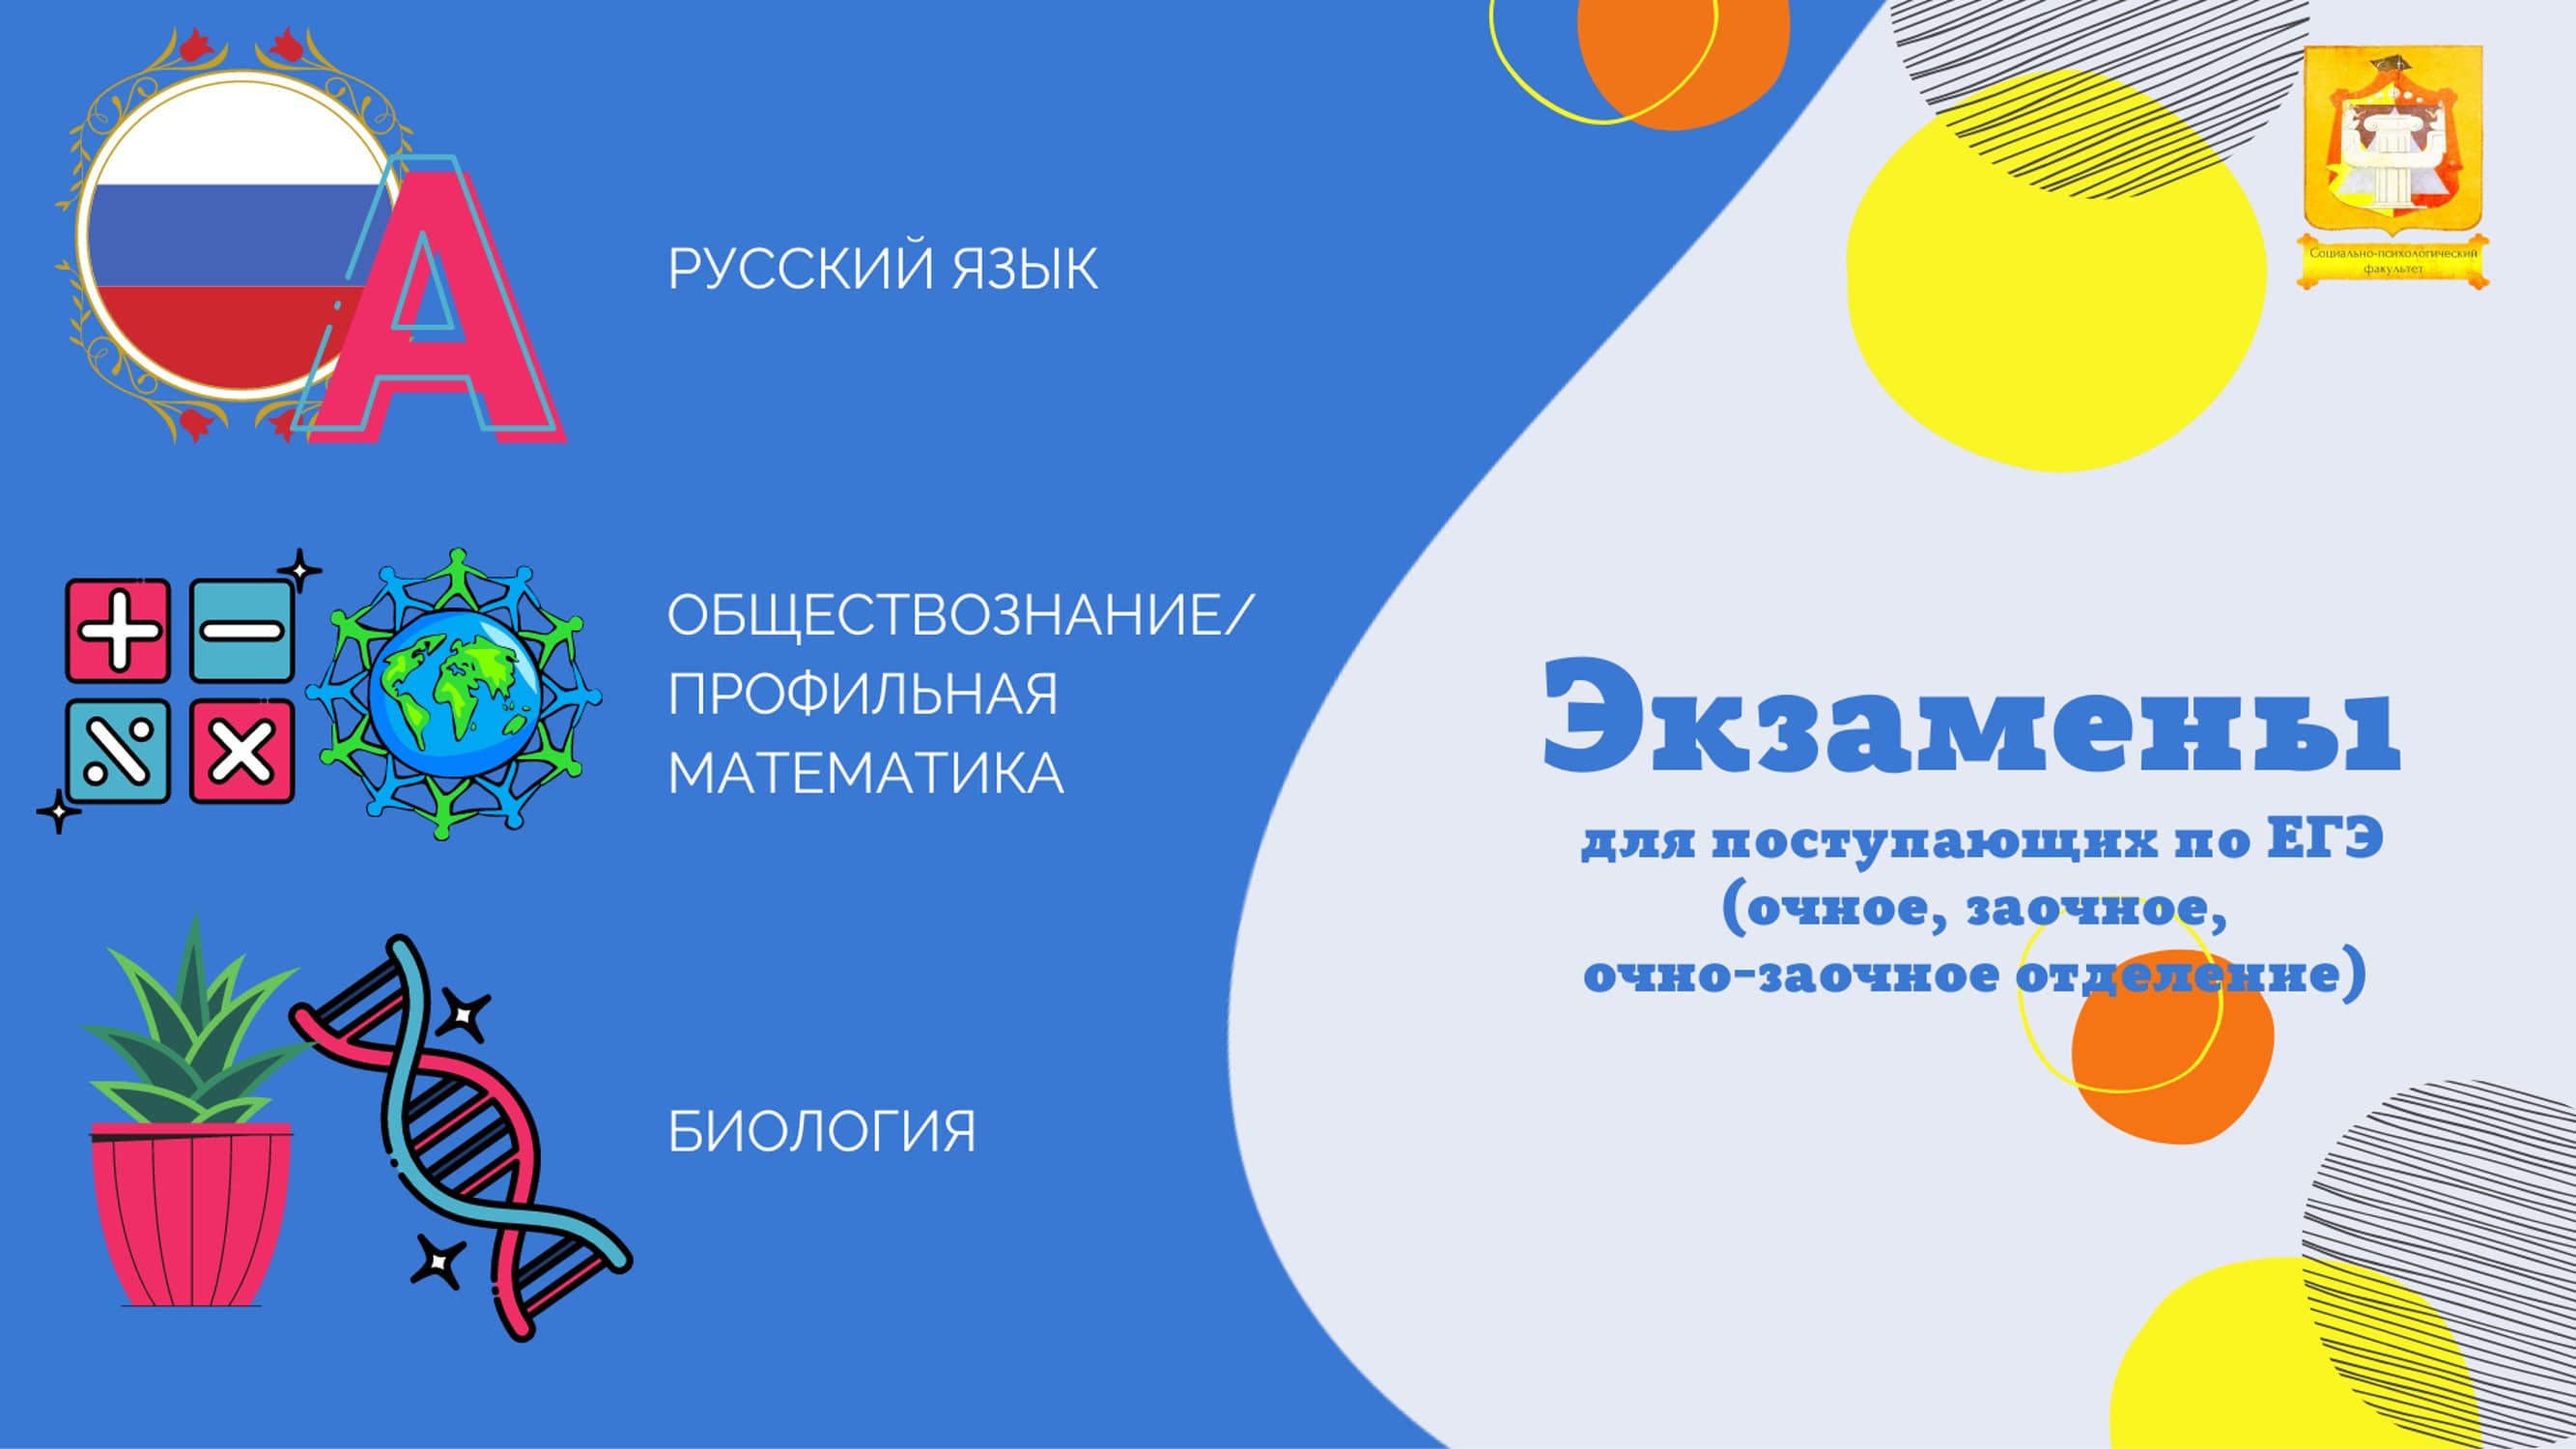 РУССКИЙ ЯЗЫК
ОБЩЕСТВОЗНАНИЕ/
ПРОФИЛЬНАЯ
МАТЕМАТИКА
БИОЛОГИЯ
Социально-психологический
факультет
Экзамены
для поступающих по ЕГЭ
(очное, заочное,
очно-заочное отделение)